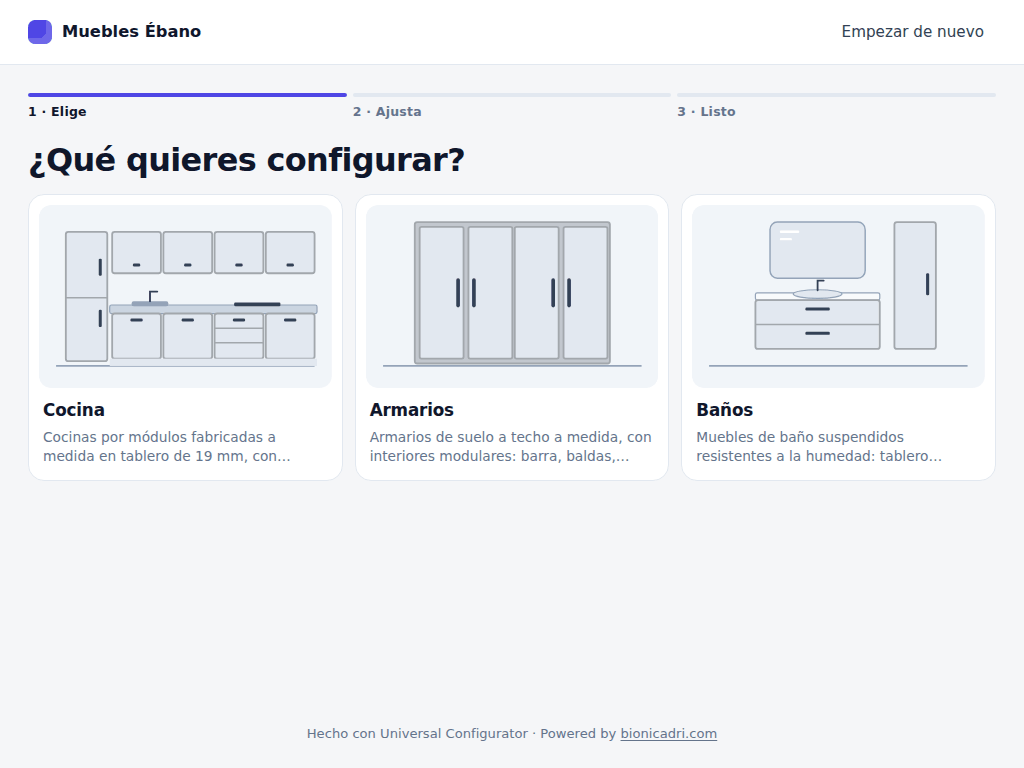 Muebles Ébano
Empezar de nuevo
1 · Elige
2 · Ajusta
3 · Listo
¿Qué quieres configurar?
Cocina
Cocinas por módulos fabricadas a
medida en tablero de 19 mm, con…
Armarios
Armarios de suelo a techo a medida, con
interiores modulares: barra, baldas,…
Baños
Muebles de baño suspendidos
resistentes a la humedad: tablero…
Hecho con Universal Configurator · Powered by bionicadri.com